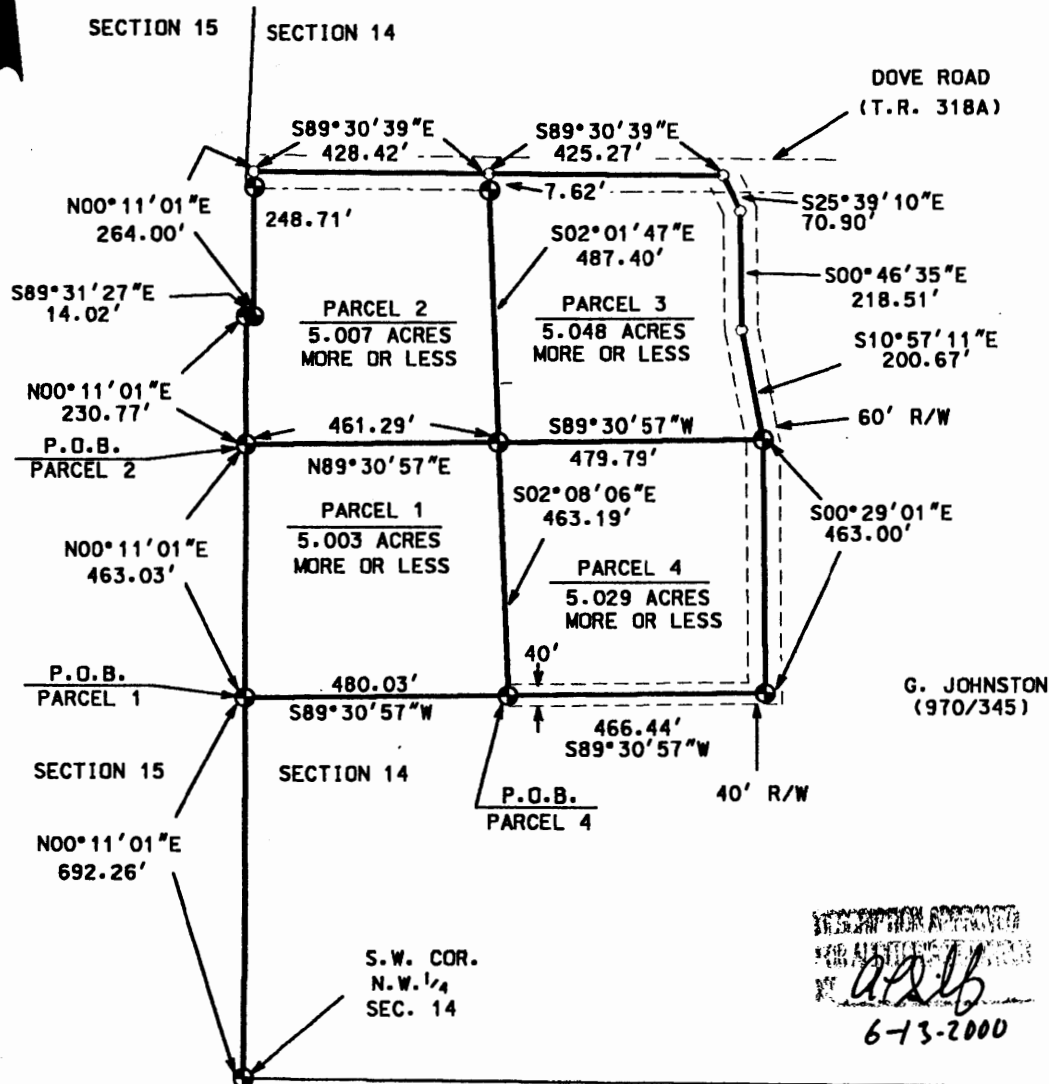 SECTION 15
SECTION 14
DOVE ROAD
(T.R. 318A)
S89°30'39"E
428.42'
S89°30'39"E
425.27'
N00°11'01"E
264.00'
248.71'
7.62'
S25°39'10"E
70.90'
S02°01'47"E
487.40'
S00°46'35"E
218.51'
S89°31'27"E
14.02'
PARCEL 2
5.007 ACRES
MORE OR LESS
PARCEL 3
5.048 ACRES
MORE OR LESS
S10°57'11"E
200.67'
N00°11'01"E
230.77'
60' R/W
P.O.B.
PARCEL 2
461.29'
N89°30'57"E
S89°30'57"W
479.79'
S02°08'06"E
463.19'
S00°29'01"E
463.00'
PARCEL 1
5.003 ACRES
MORE OR LESS
N00°11'01"E
463.03'
PARCEL 4
5.029 ACRES
MORE OR LESS
P.O.B.
PARCEL 1
40'
480.03'
S89°30'57"W
466.44'
S89°30'57"W
G. JOHNSTON
(970/345)
SECTION 15
SECTION 14
P.O.B.
PARCEL 4
40' R/W
N00°11'01"E
692.26'
S.W. COR.
N.W. 1/4
SEC. 14
DESCRIPTION APPROVED
6-13-2000